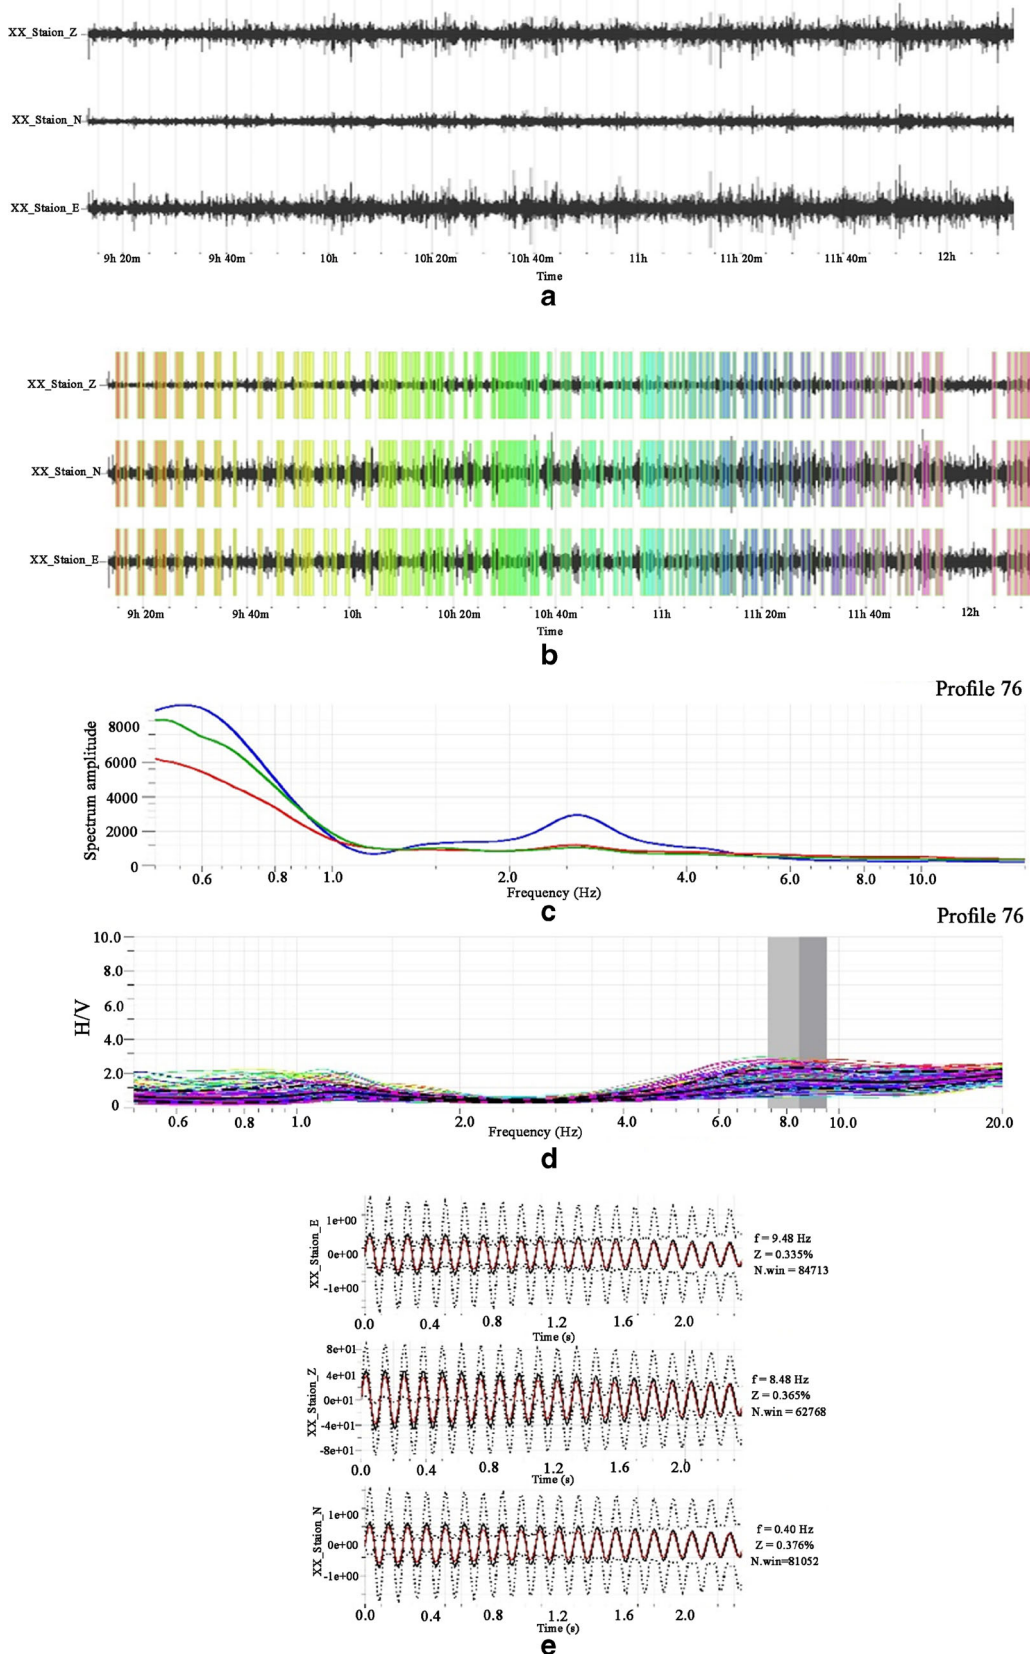 XX_Staion_Z
XX_Staion_N
XX_Staion_E
9h 20m 9h 40m 10h 10h 20m 10h 40m 11h 11h 20m 11h 40m 12h
Time
a
XX_Staion_Z
XX_Staion_N
XX_Staion_E
9h 20m 9h 40m 10h 10h 20m 10h 40m 11h 11h 20m 11h 40m 12h
Time
b
Profile 76
Spectrum amplitude
8000
6000
4000
2000
0
0.6 0.8 1.0 2.0 4.0 6.0 8.0 10.0
Frequency (Hz)
c
Profile 76
H/V
10.0
8.0
6.0
4.0
2.0
0
0.6 0.8 1.0 2.0 4.0 6.0 8.0 10.0 20.0
Frequency (Hz)
d
XX_Staion_E
1e+00
0e+00
-1e+00
0.0 0.4 0.8 1.2 1.6 2.0
Time (s)
f = 9.48 Hz
Z = 0.335%
N.win = 84713
XX_Staion_Z
8e+01
4e+01
0e+01
-4e+01
-8e+01
0.0 0.4 0.8 1.2 1.6 2.0
Time (s)
f = 8.48 Hz
Z = 0.365%
N.win = 62768
XX_Staion_N
1e+00
0e+00
-1e+00
0.0 0.4 0.8 1.2 1.6 2.0
Time (s)
f = 0.40 Hz
Z = 0.376%
N.win=81052
e